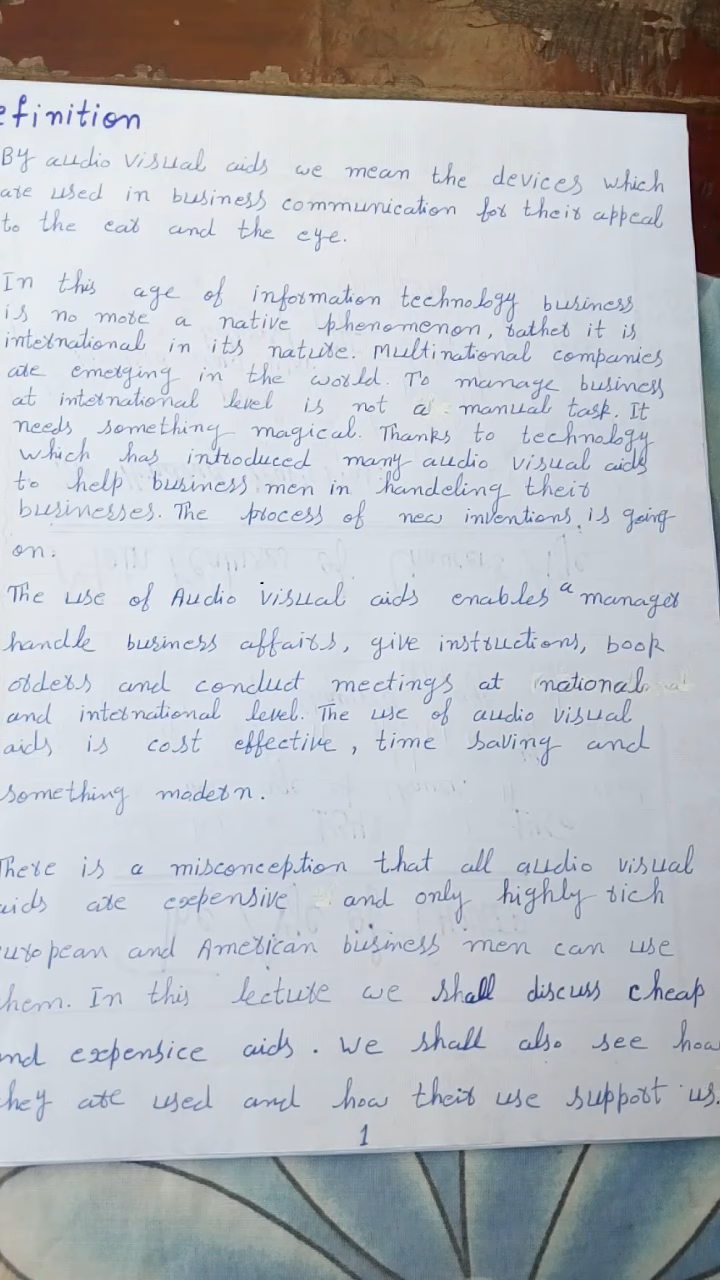 efinition
By audio visual aids we mean the devices which
are used in business communication for their appeal
to the ear and the eye.
In this age of information technology business
is no more a native phenomenon, rather it is
international in its nature. Multinational companies
are emerging in the world. To manage business
at international level is not a manual task. It
needs something magical. Thanks to technology
which has introduced many audio visual aids
to help business men in handeling their
businesses. The process of new inventions is going
on.
The use of Audio visual aids enables a manager
handle business affairs, give instructions, book
orders and conduct meetings at national
and international level. The use of audio visual
aids is cost effective, time saving and
something modern.
There is a misconception that all audio visual
aids are expensive and only highly rich
uropean and American business men can use
hem. In this lecture we shall discuss cheap
nd expensice aids. We shall also see how
hey are used and how their use support us.
1